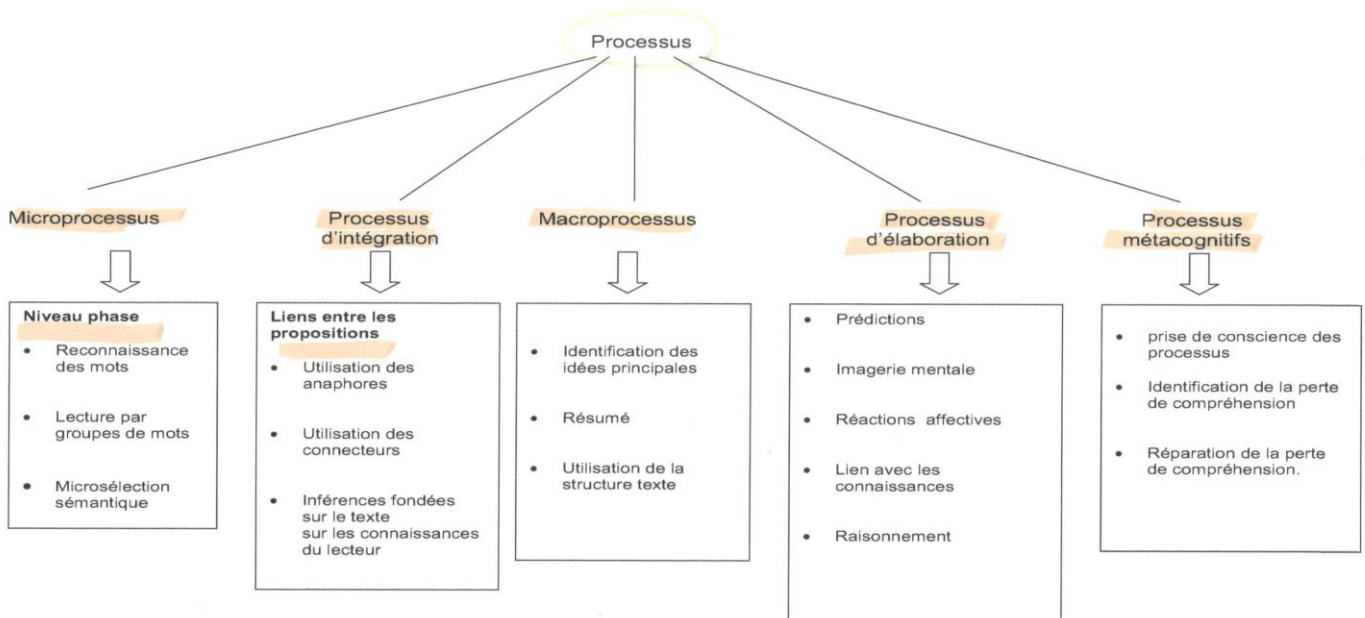 Processus
Microprocessus
Processus
d'intégration
Macroprocessus
Processus
d'élaboration
Processus
métacognitifs
Niveau phase
• Reconnaissance
des mots
• Lecture par
groupes de mots
• Microsélection
sémantique
Liens entre les
propositions
• Utilisation des
anaphores
• Utilisation des
connecteurs
• Inférences fondées
sur le texte
sur les connaissances
du lecteur
• Identification des
idées principales
• Résumé
• Utilisation de la
structure texte
• Prédictions
• Imagerie mentale
• Réactions affectives
• Lien avec les
connaissances
• Raisonnement
• prise de conscience des
processus
• Identification de la perte
de compréhension
• Réparation de la perte
de compréhension.